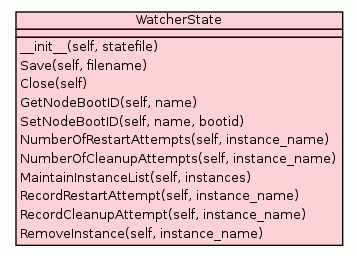 WatcherState
__init__(self, statefile)
Save(self, filename)
Close(self)
GetNodeBootID(self, name)
SetNodeBootID(self, name, bootid)
NumberOfRestartAttempts(self, instance_name)
NumberOfCleanupAttempts(self, instance_name)
MaintainInstanceList(self, instances)
RecordRestartAttempt(self, instance_name)
RecordCleanupAttempt(self, instance_name)
RemoveInstance(self, instance_name)